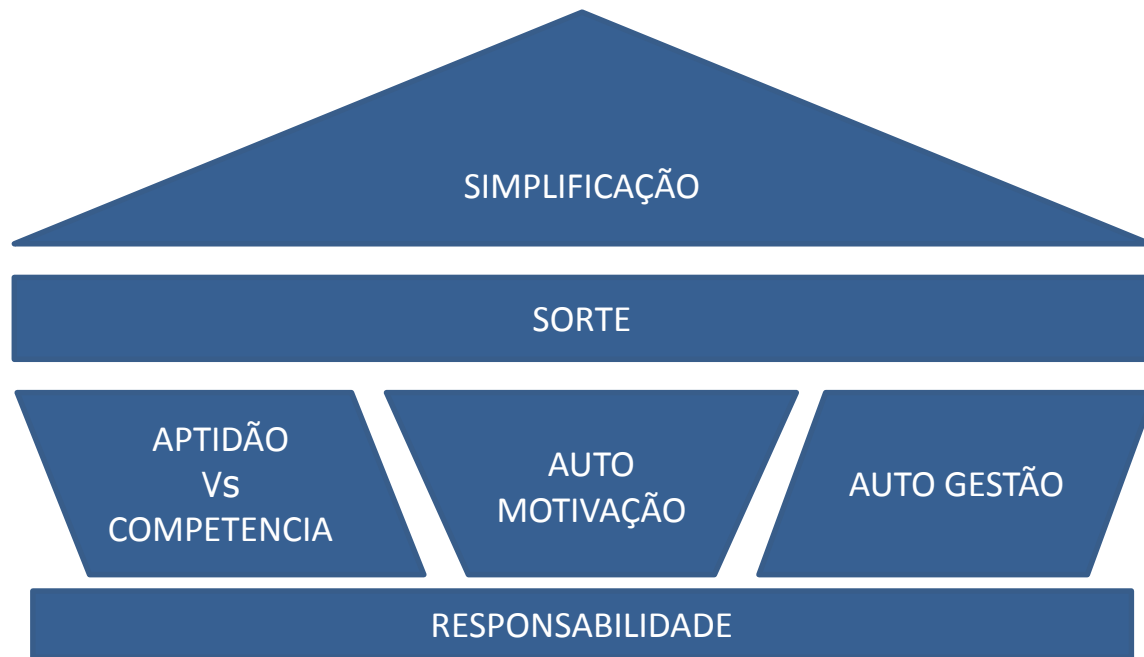 SIMPLIFICAÇÃO
SORTE
APTIDÃO
Vs
COMPETENCIA
AUTO
MOTIVAÇÃO
AUTO GESTÃO
RESPONSABILIDADE